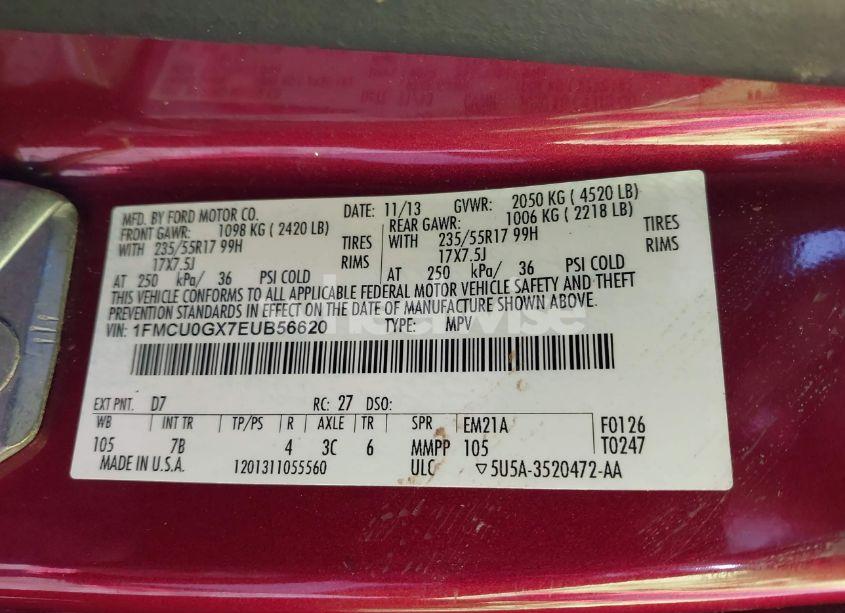 MFD. BY FORD MOTOR CO. DATE: 11/13 GVWR: 2050 KG ( 4520 LB)
FRONT GAWR: 1098 KG ( 2420 LB) REAR GAWR: 1006 KG ( 2218 LB)
WITH 235/55R17 99H TIRES WITH 235/55R17 99H TIRES
17X7.5J RIMS 17X7.5J RIMS
AT 250 kPa/ 36 PSI COLD AT 250 kPa/ 36 PSI COLD
THIS VEHICLE CONFORMS TO ALL APPLICABLE FEDERAL MOTOR VEHICLE SAFETY AND THEFT
PREVENTION STANDARDS IN EFFECT ON THE DATE OF MANUFACTURE SHOWN ABOVE.
VIN: 1FMCU0GX7EUB56620 TYPE: MPV
EXT PNT. D7 RC: 27 DSO:
WB INT TR TP/PS R AXLE TR SPR EM21A F0126
105 7B 4 3C 6 MMPP 105 T0247
MADE IN U.S.A. 1201311055560 ULC ▽5U5A-3520472-AA